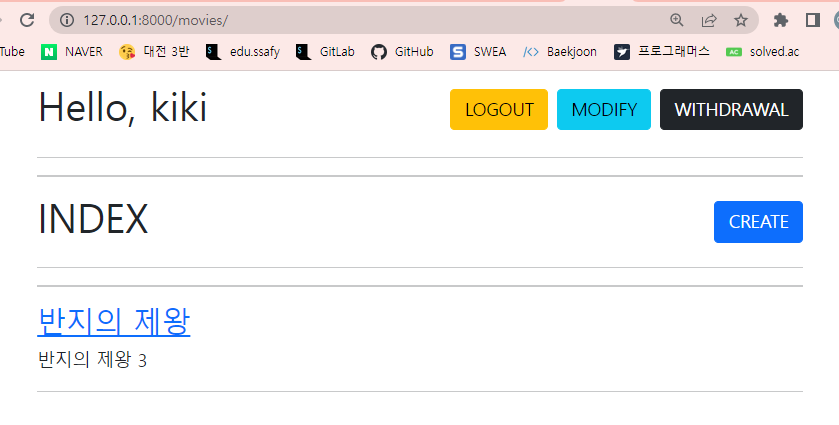 127.0.0.1:8000/movies/
Tube NAVER 대전 3반 edu.ssafy GitLab GitHub SWEA Baekjoon 프로그래머스 solved.ac
Hello, kiki LOGOUT MODIFY WITHDRAWAL
INDEX CREATE
반지의 제왕
반지의 제왕 3